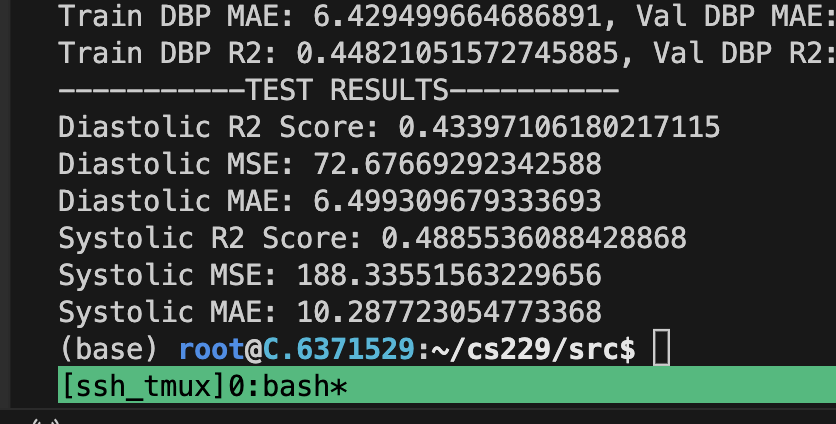 Train DBP MAE: 6.429499664686891, Val DBP MAE:
Train DBP R2: 0.44821051572745885, Val DBP R2:
-----------TEST RESULTS----------
Diastolic R2 Score: 0.43397106180217115
Diastolic MSE: 72.67669292342588
Diastolic MAE: 6.499309679333693
Systolic R2 Score: 0.4885536088428868
Systolic MSE: 188.33551563229656
Systolic MAE: 10.287723054773368
(base) root@C.6371529:~/cs229/src$
[ssh_tmux]0:bash*